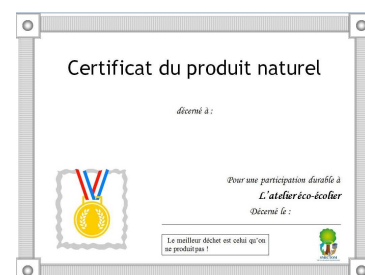 Certificat du produit naturel
décerné à :
Pour une participation durable à
L'atelier éco-écolier
Décerné le :
Le meilleur déchet est celui qu'on
ne produit pas !